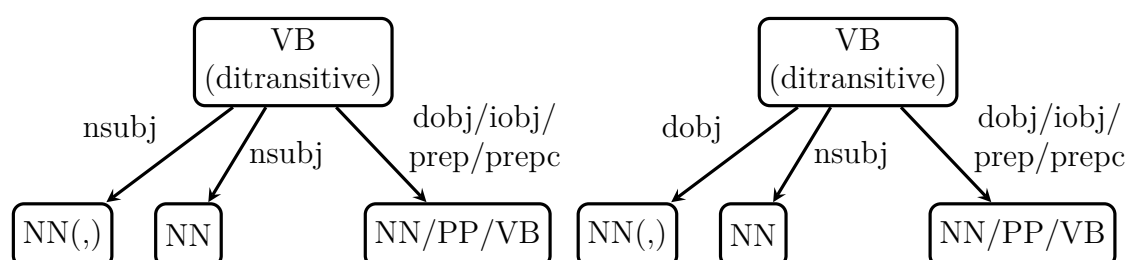 VB
(ditransitive)
nsubj
nsubj
dobj/iobj/
prep/prepc
NN(,)
NN
NN/PP/VB
VB
(ditransitive)
dobj
nsubj
dobj/iobj/
prep/prepc
NN(,)
NN
NN/PP/VB